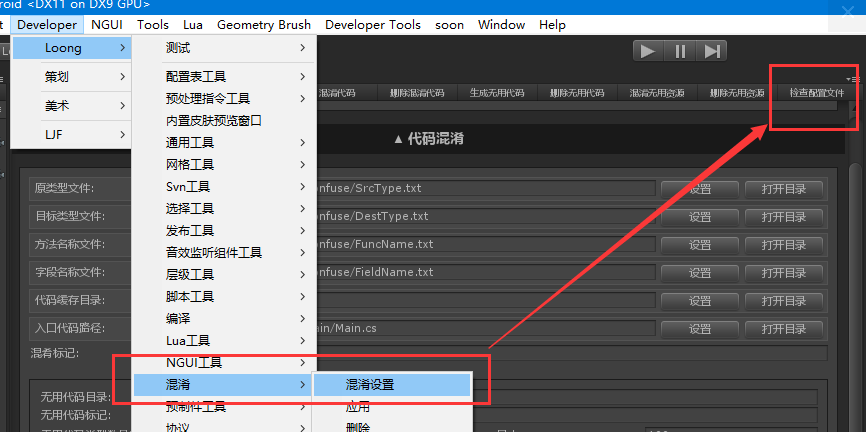 roid <DX11 on DX9 GPU>
t Developer NGUI Tools Lua Geometry Brush Developer Tools soon Window Help
Loong
策划
美术
LJF
测试
配置表工具
预处理指令工具
内置皮肤预览窗口
通用工具
网格工具
Svn工具
选择工具
发布工具
音效监听组件工具
层级工具
脚本工具
编译
Lua工具
NGUI工具
混淆
预制件工具
协议
混淆设置
应用
删除
混淆代码 删除混淆代码 生成无用代码 删除无用代码 混淆无用资源 删除无用资源 检查配置文件
▲ 代码混淆
原类型文件: onfuse/SrcType.txt 设置 打开目录
目标类型文件: onfuse/DestType.txt 设置 打开目录
方法名称文件: onfuse/FuncName.txt 设置 打开目录
字段名称文件: onfuse/FieldName.txt 设置 打开目录
代码缓存目录: 设置 打开目录
入口代码路径: in/Main.cs 设置 打开目录
混淆标记:
无用代码目录:
无用代码标记: